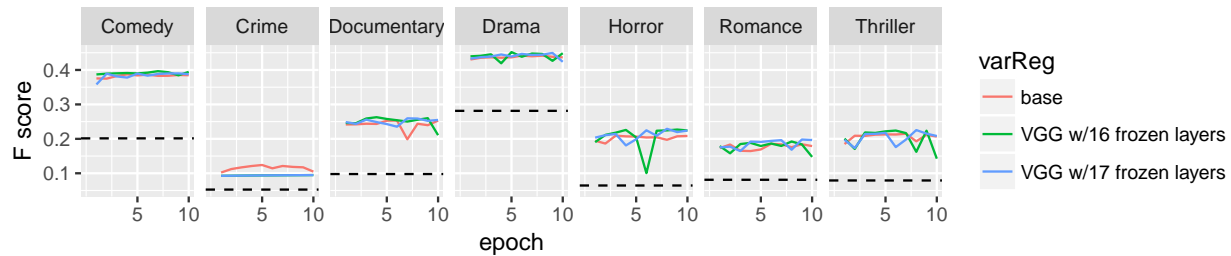 Comedy Crime Documentary Drama Horror Romance Thriller
F score
0.4
0.3
0.2
0.1
5 10 5 10 5 10 5 10 5 10 5 10 5 10
epoch
varReg
base
VGG w/16 frozen layers
VGG w/17 frozen layers